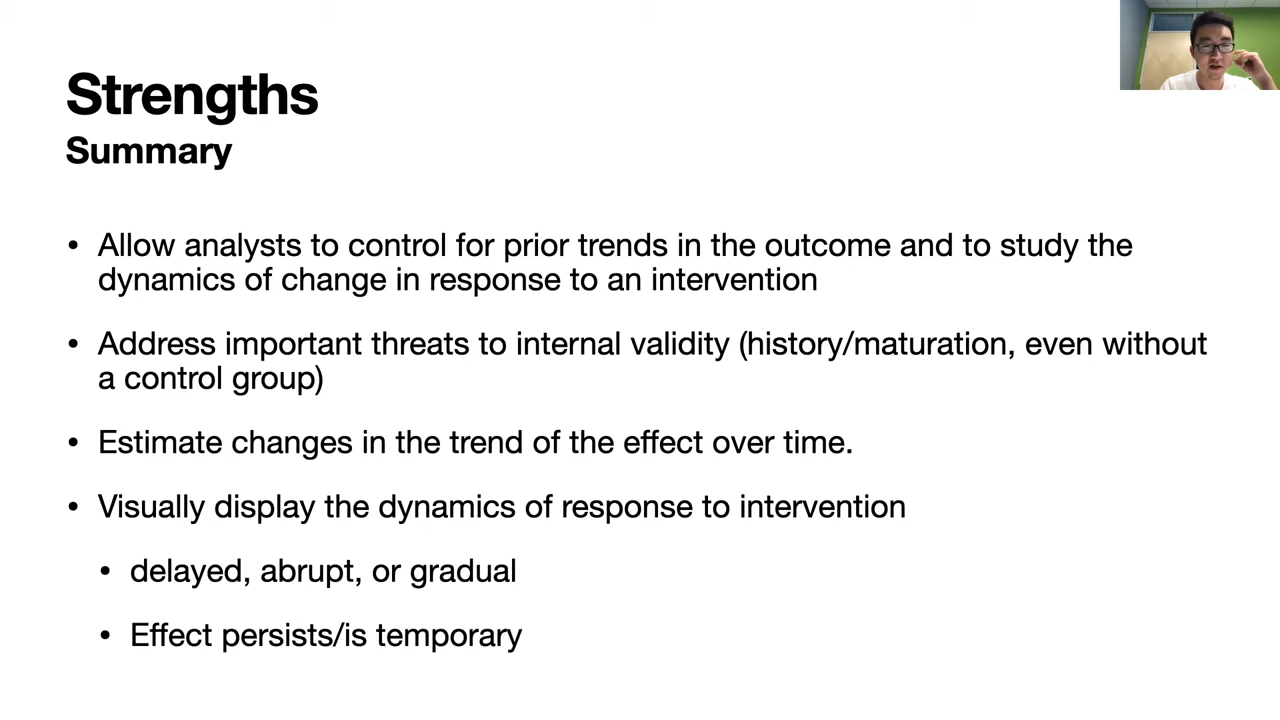 Strengths
Summary
• Allow analysts to control for prior trends in the outcome and to study the
dynamics of change in response to an intervention
• Address important threats to internal validity (history/maturation, even without
a control group)
• Estimate changes in the trend of the effect over time.
• Visually display the dynamics of response to intervention
• delayed, abrupt, or gradual
• Effect persists/is temporary